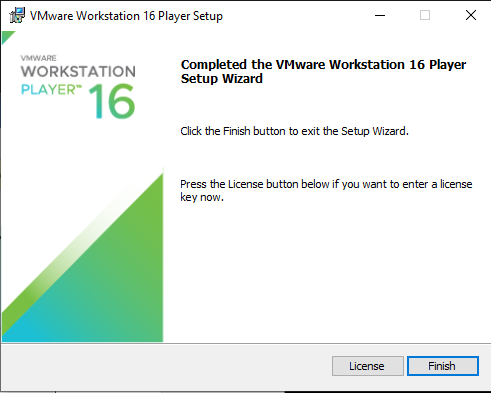 VMware Workstation 16 Player Setup
VMWARE
WORKSTATION
PLAYER™ 16
Completed the VMware Workstation 16 Player
Setup Wizard
Click the Finish button to exit the Setup Wizard.
Press the License button below if you want to enter a license
key now.
License
Finish